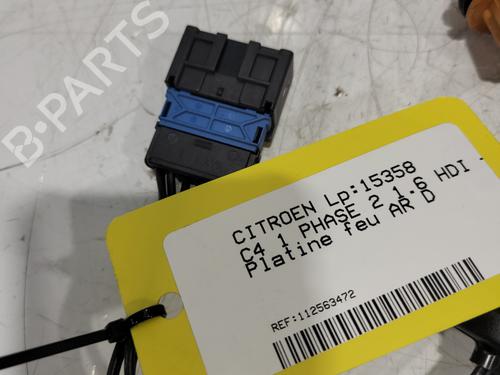 B-PARTS
CITROEN Lp:15358
C4 1 PHASE 2 1.6 HDI -
Platine feu AR D
REF:112563472